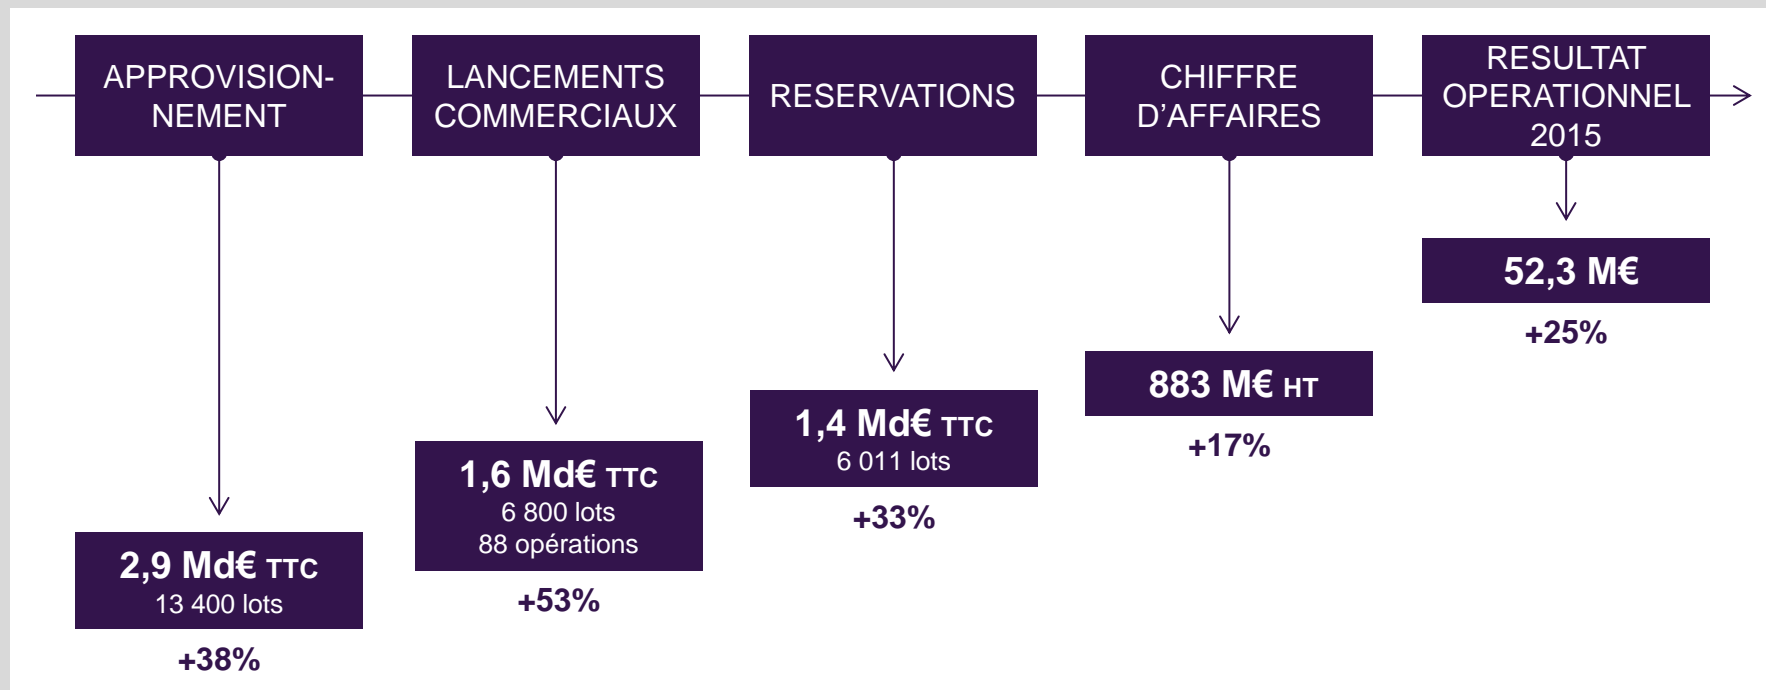 APPROVISION-
NEMENT
LANCEMENTS
COMMERCIAUX
RESERVATIONS
CHIFFRE
D’AFFAIRES
RESULTAT
OPERATIONNEL
2015
2,9 Md€ TTC
13 400 lots
+38%
1,6 Md€ TTC
6 800 lots
88 opérations
+53%
1,4 Md€ TTC
6 011 lots
+33%
883 M€ HT
+17%
52,3 M€
+25%